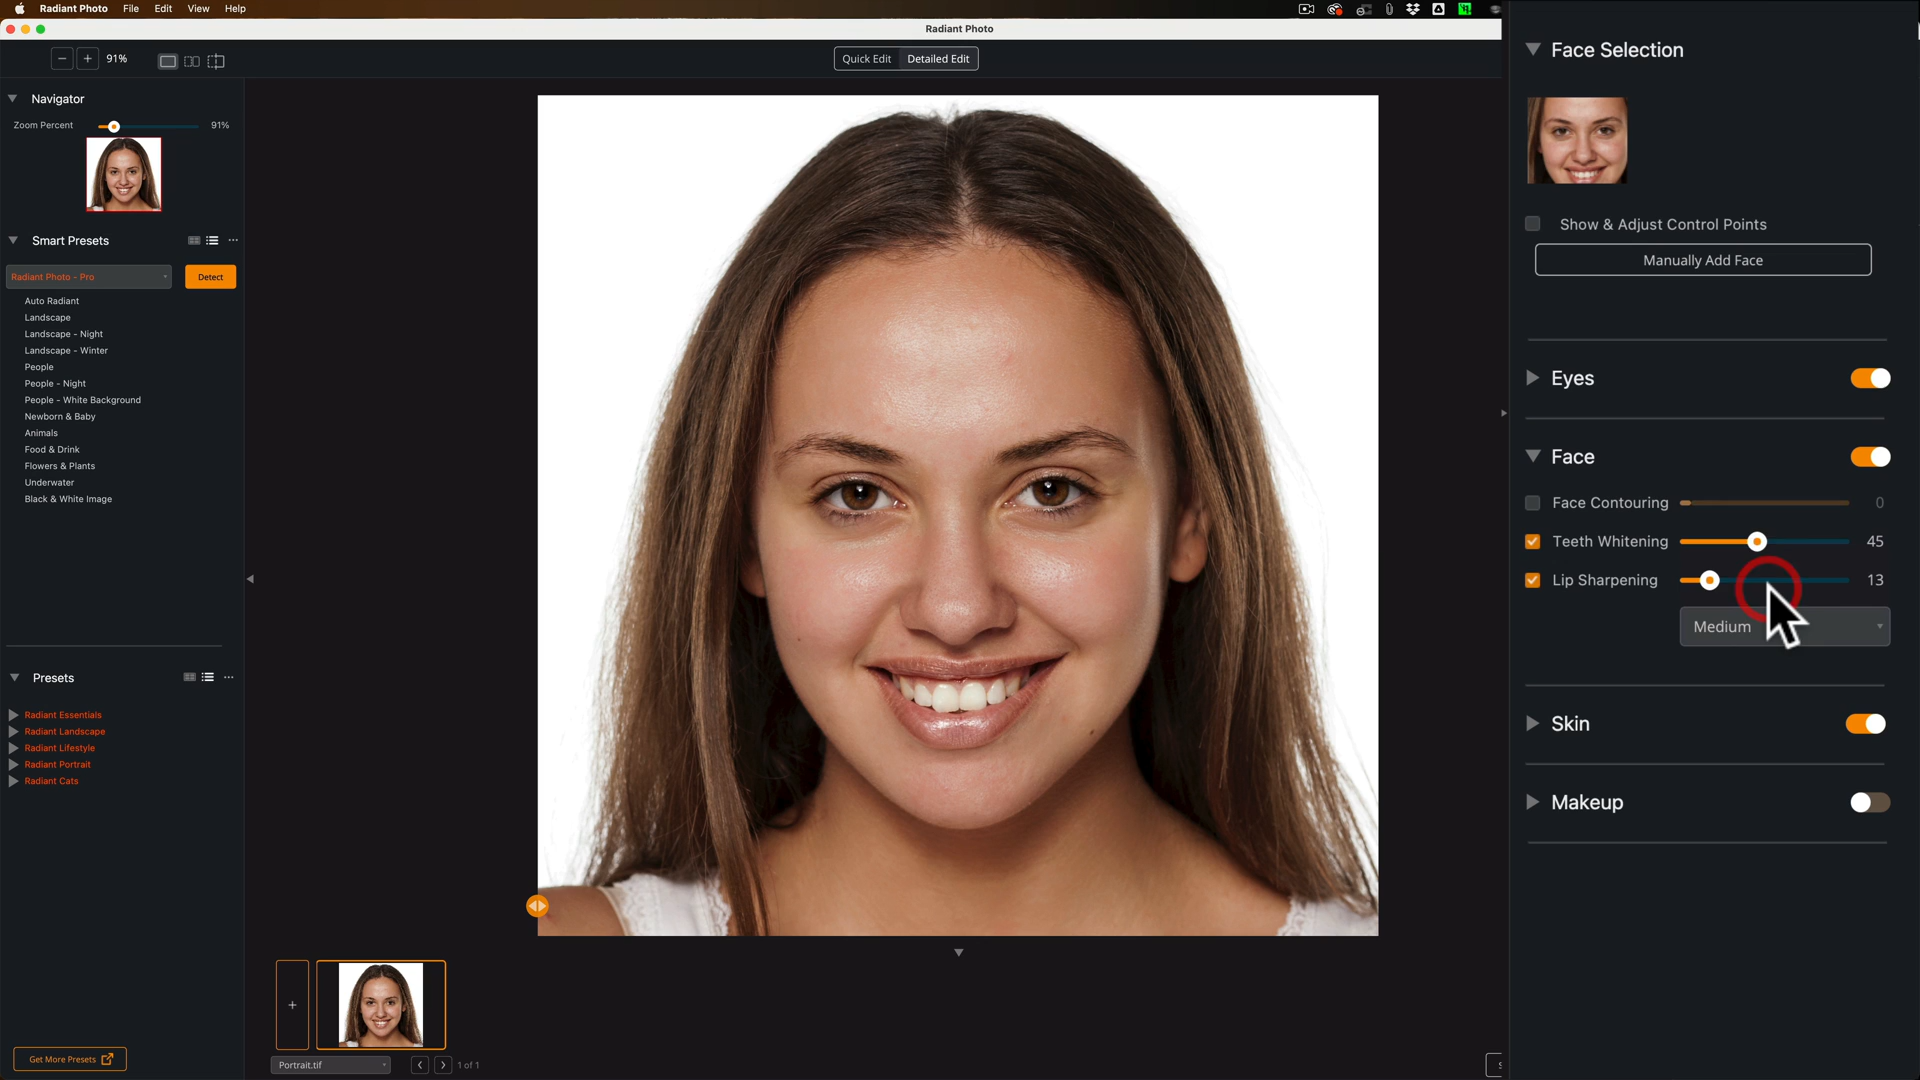 Radiant Photo File Edit View Help
Radiant Photo
91%
Quick Edit Detailed Edit
Navigator
Zoom Percent 91%
Smart Presets
Radiant Photo - Pro Detect
Auto Radiant
Landscape
Landscape - Night
Landscape - Winter
People
People - Night
People - White Background
Newborn & Baby
Animals
Food & Drink
Flowers & Plants
Underwater
Black & White Image
Presets
Radiant Essentials
Radiant Landscape
Radiant Lifestyle
Radiant Portrait
Radiant Cats
Get More Presets
Portrait.tif
1 of 1
Face Selection
Show & Adjust Control Points
Manually Add Face
Eyes
Face
Face Contouring 0
Teeth Whitening 45
Lip Sharpening 13
Medium
Skin
Makeup